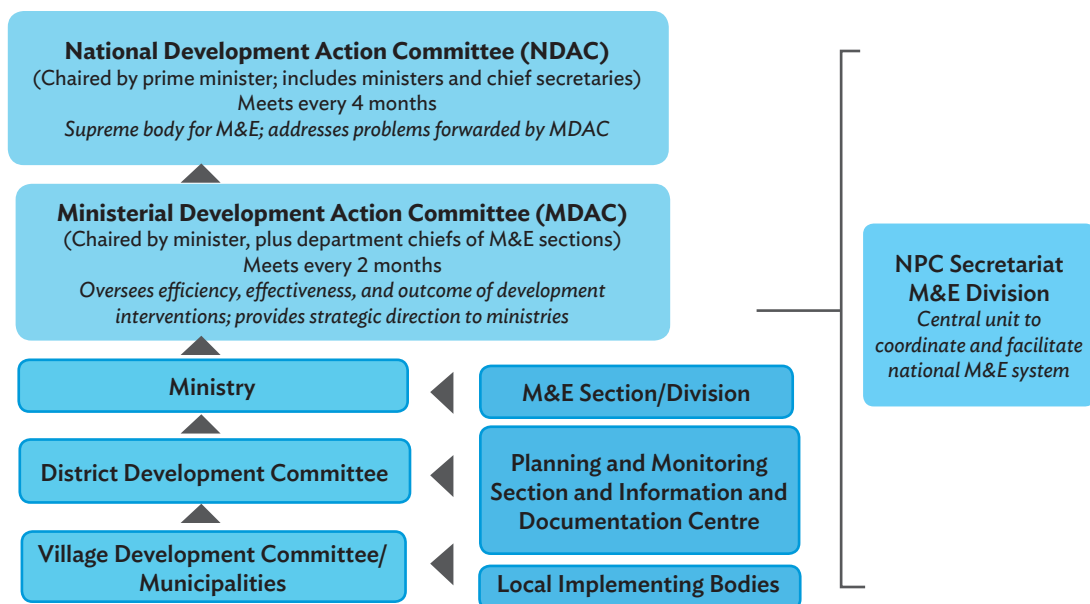 National Development Action Committee (NDAC)
(Chaired by prime minister; includes ministers and chief secretaries)
Meets every 4 months
Supreme body for M&E; addresses problems forwarded by MDAC
Ministerial Development Action Committee (MDAC)
(Chaired by minister, plus department chiefs of M&E sections)
Meets every 2 months
Oversees efficiency, effectiveness, and outcome of development
interventions; provides strategic direction to ministries
NPC Secretariat
M&E Division
Central unit to
coordinate and facilitate
national M&E system
Ministry
M&E Section/Division
District Development Committee
Planning and Monitoring
Section and Information and
Documentation Centre
Village Development Committee/
Municipalities
Local Implementing Bodies